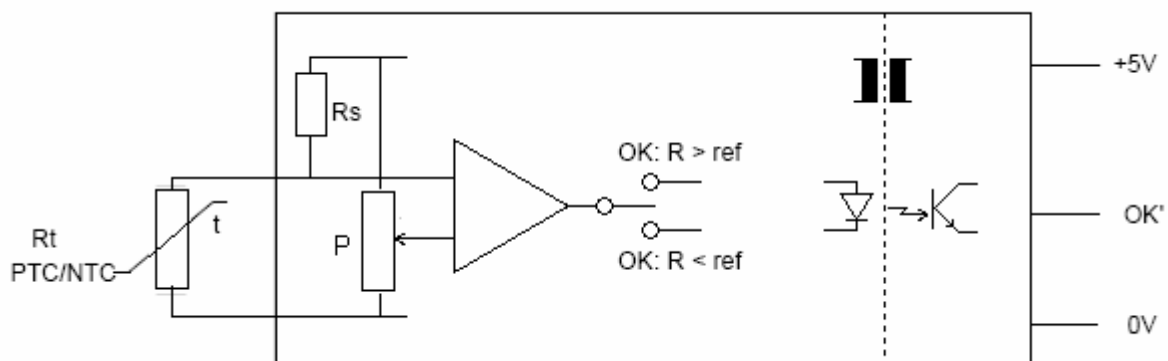 +5V
Rs
OK: R > ref
Rt
t
P
OK'
PTC/NTC
OK: R < ref
0V